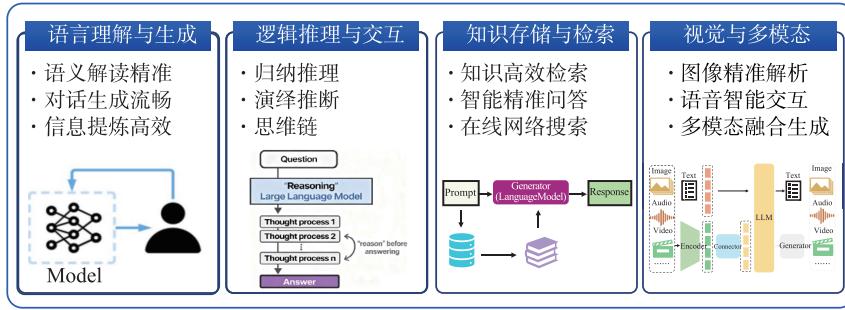 语言理解与生成
·语义解读精准
·对话生成流畅
·信息提炼高效
Model
逻辑推理与交互
·归纳推理
·演绎推断
·思维链
Question
"Reasoning"
Large Language Model
Thought process 1
Thought process 2
Thought process n
"reason" before
answering
Answer
知识存储与检索
·知识高效检索
·智能精准问答
·在线网络搜索
Prompt
Generator
(LanguageModel)
Response
视觉与多模态
·图像精准解析
·语音智能交互
·多模态融合生成
Image
Text
Audio
Video
......
Encoder
Connector
LLM
Text
Generator
Image
Audio
Video
......